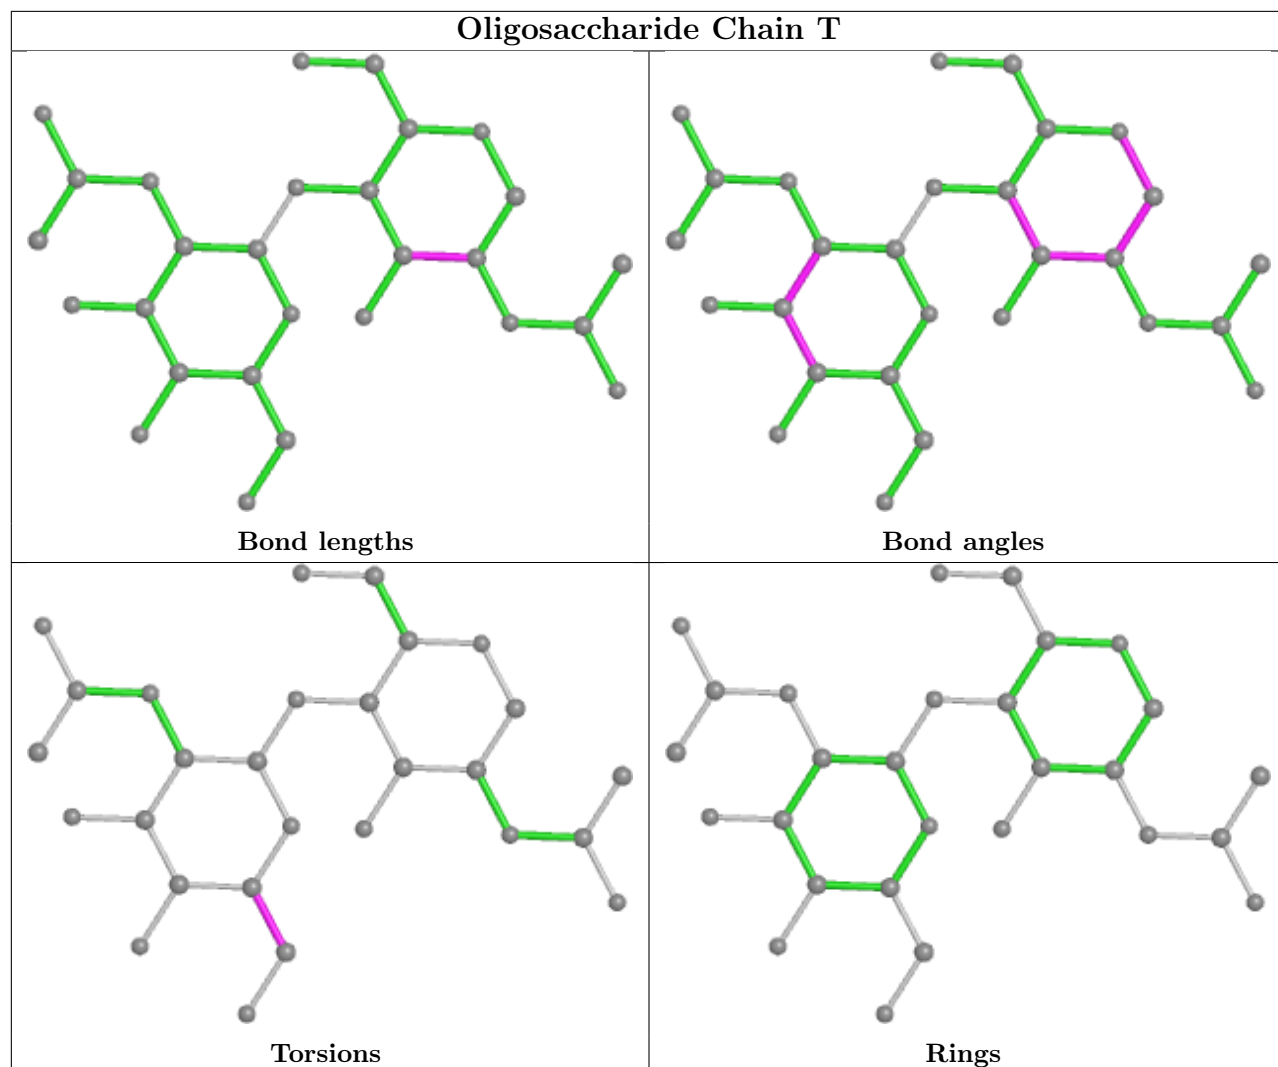 Oligosaccharide Chain T
Bond lengths
Bond angles
Torsions
Rings